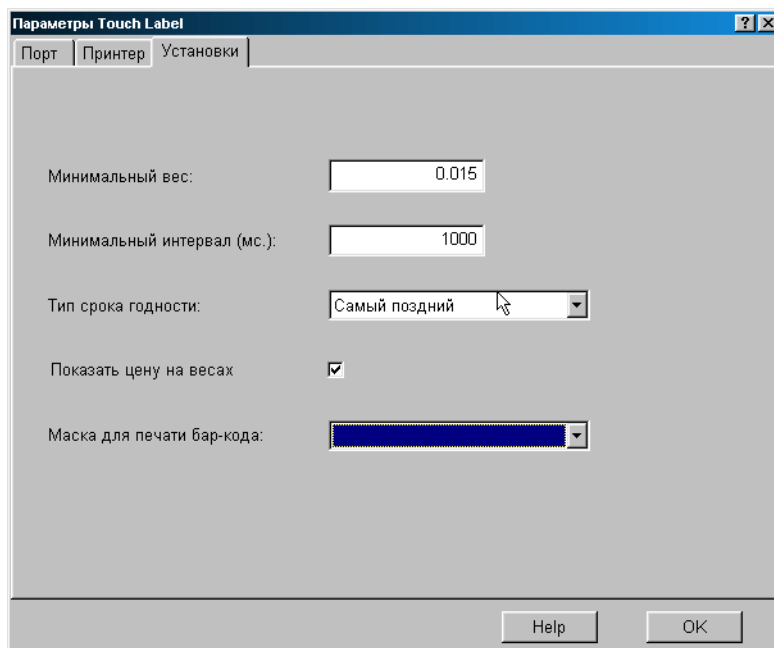 Параметры Touch Label
Порт Принтер Установки
Минимальный вес: 0.015
Минимальный интервал (мс.): 1000
Тип срока годности: Самый поздний
Показать цену на весах
Маска для печати бар-кода:
Help OK